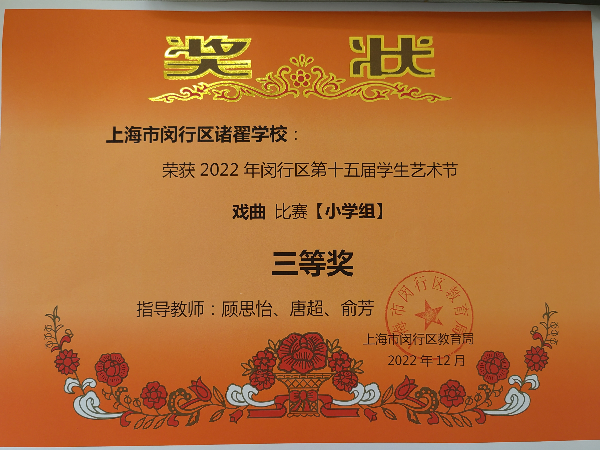 奖 状
上海市闵行区诸翟学校：
荣获 2022 年闵行区第十五届学生艺术节
戏曲 比赛【小学组】
三等奖
指导教师：顾思怡、唐超、俞芳
上海市闵行区教育局
上海市闵行区教育局
2022 年 12 月